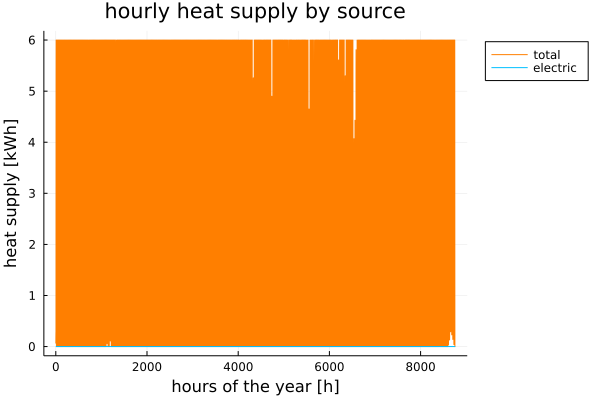 hourly heat supply by source
total
electric
heat supply [kWh]
6
5
4
3
2
1
0
0 2000 4000 6000 8000
hours of the year [h]